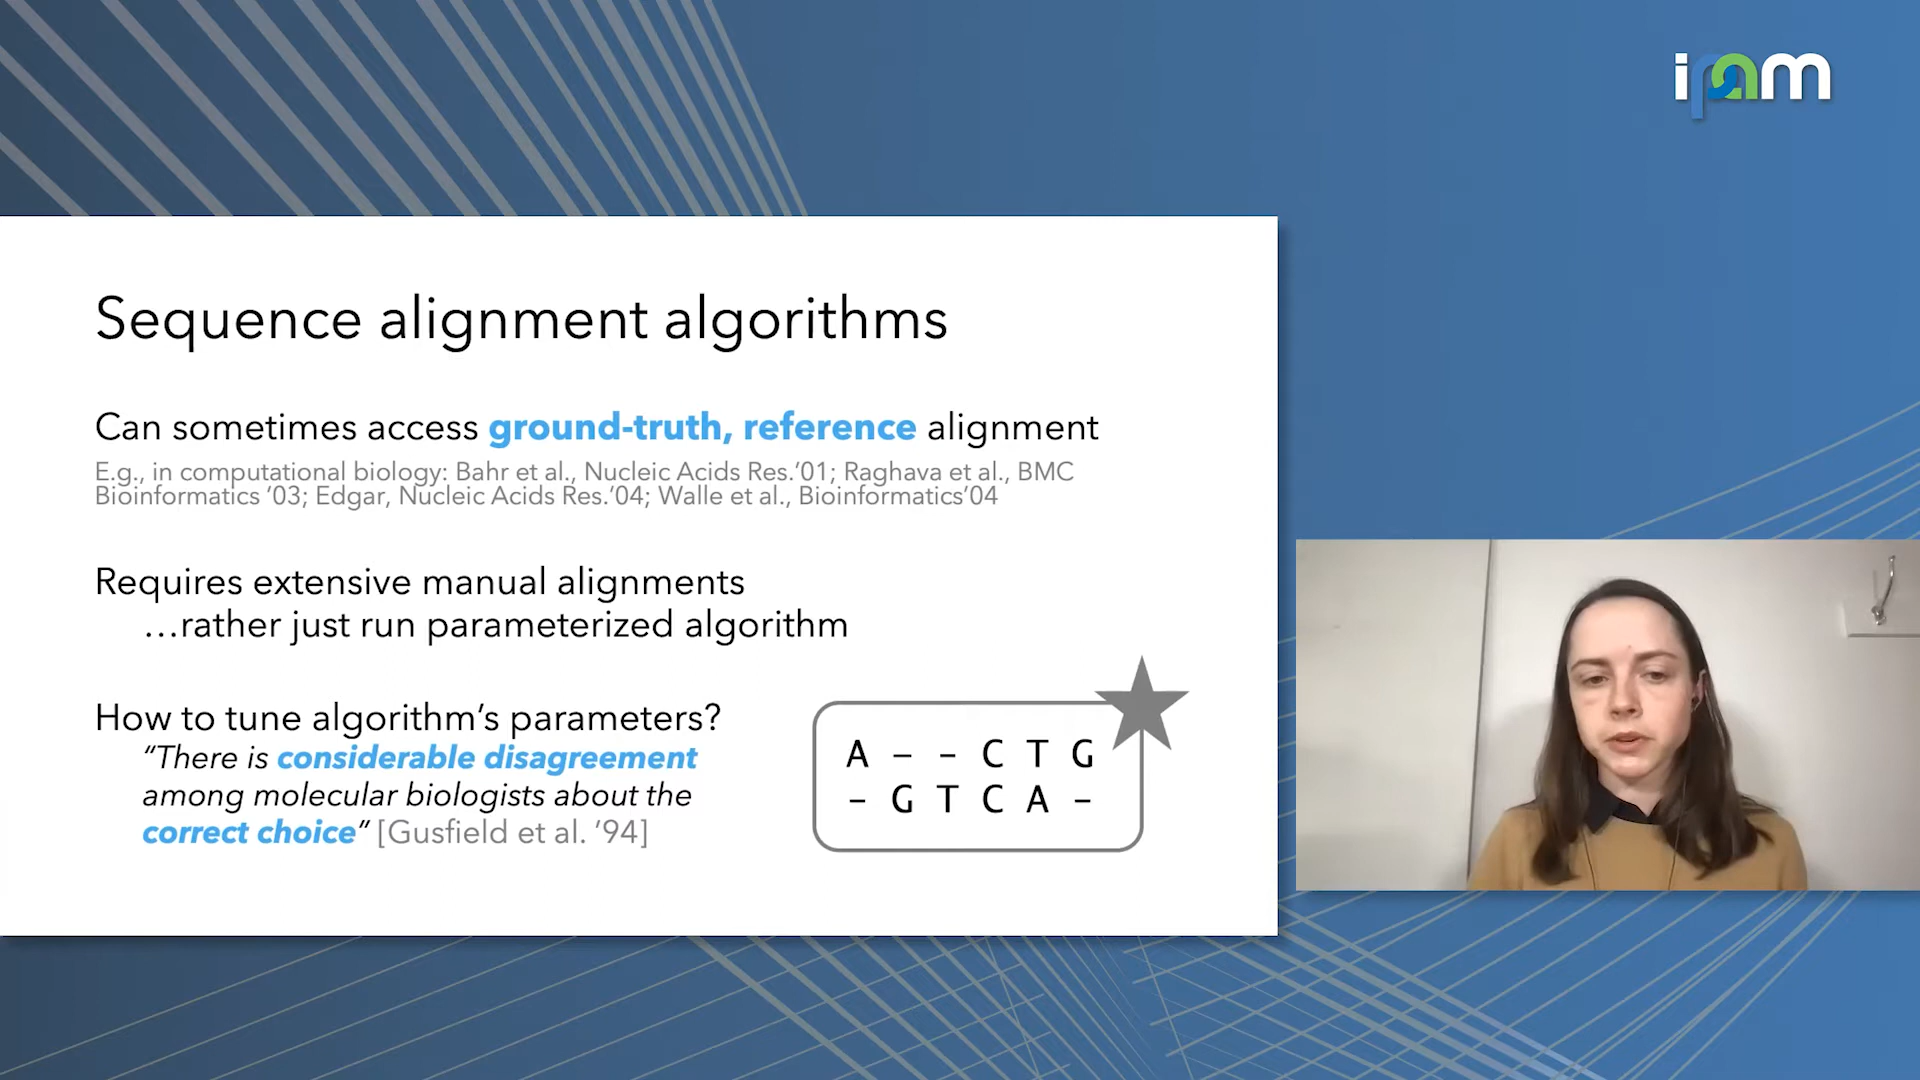 ipam
Sequence alignment algorithms
Can sometimes access ground-truth, reference alignment
E.g., in computational biology: Bahr et al., Nucleic Acids Res.’01; Raghava et al., BMC
Bioinformatics ‘03; Edgar, Nucleic Acids Res.’04; Walle et al., Bioinformatics’04
Requires extensive manual alignments
…rather just run parameterized algorithm
How to tune algorithm’s parameters?
“There is considerable disagreement
among molecular biologists about the
correct choice” [Gusfield et al. ’94]
A – – C T G
– G T C A –